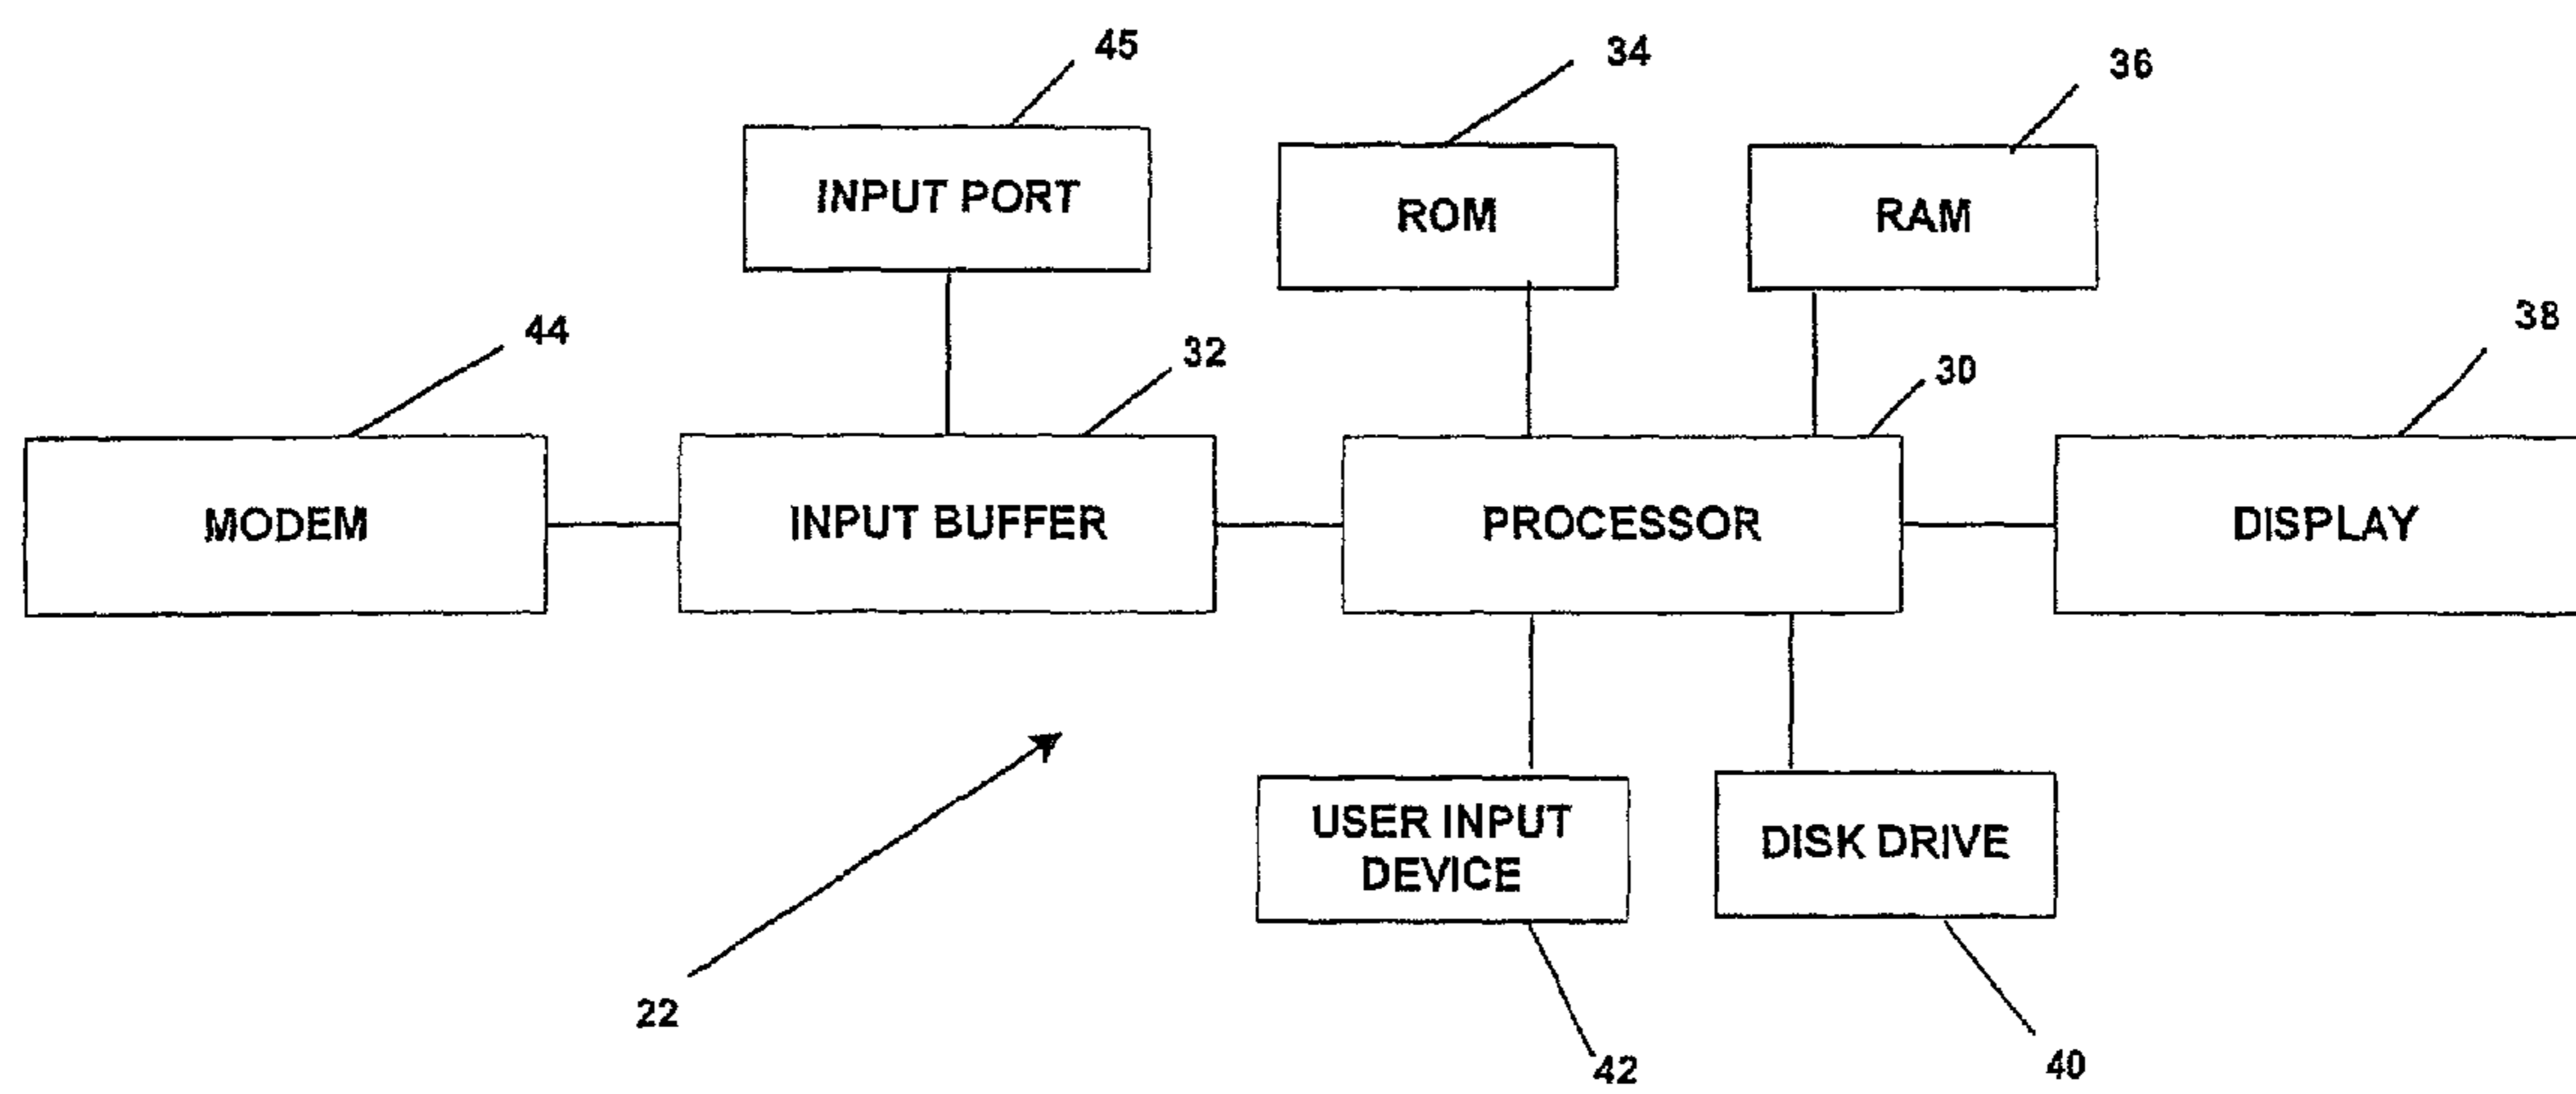 45
34
36
INPUT PORT
ROM
RAM
44
32
30
38
MODEM
INPUT BUFFER
PROCESSOR
DISPLAY
USER INPUT
DEVICE
DISK DRIVE
22
42
40